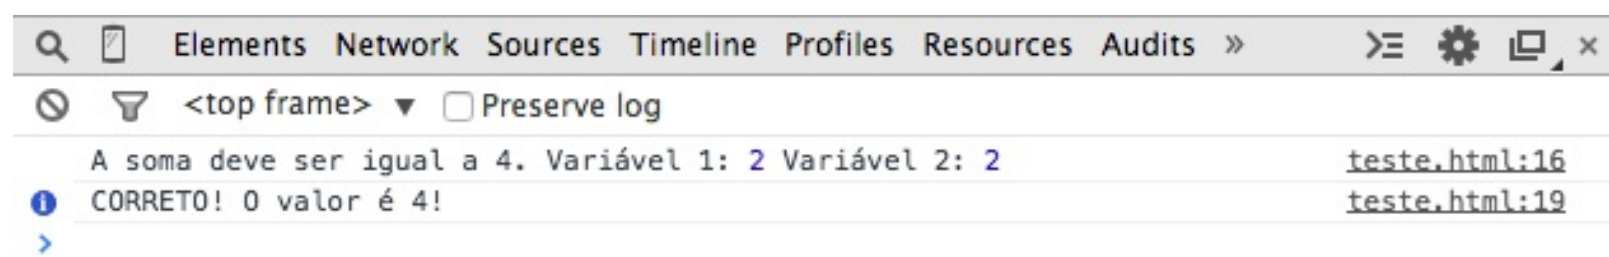 Elements Network Sources Timeline Profiles Resources Audits »
<top frame> ▼ Preserve log
A soma deve ser igual a 4. Variável 1: 2 Variável 2: 2 teste.html:16
CORRETO! O valor é 4! teste.html:19